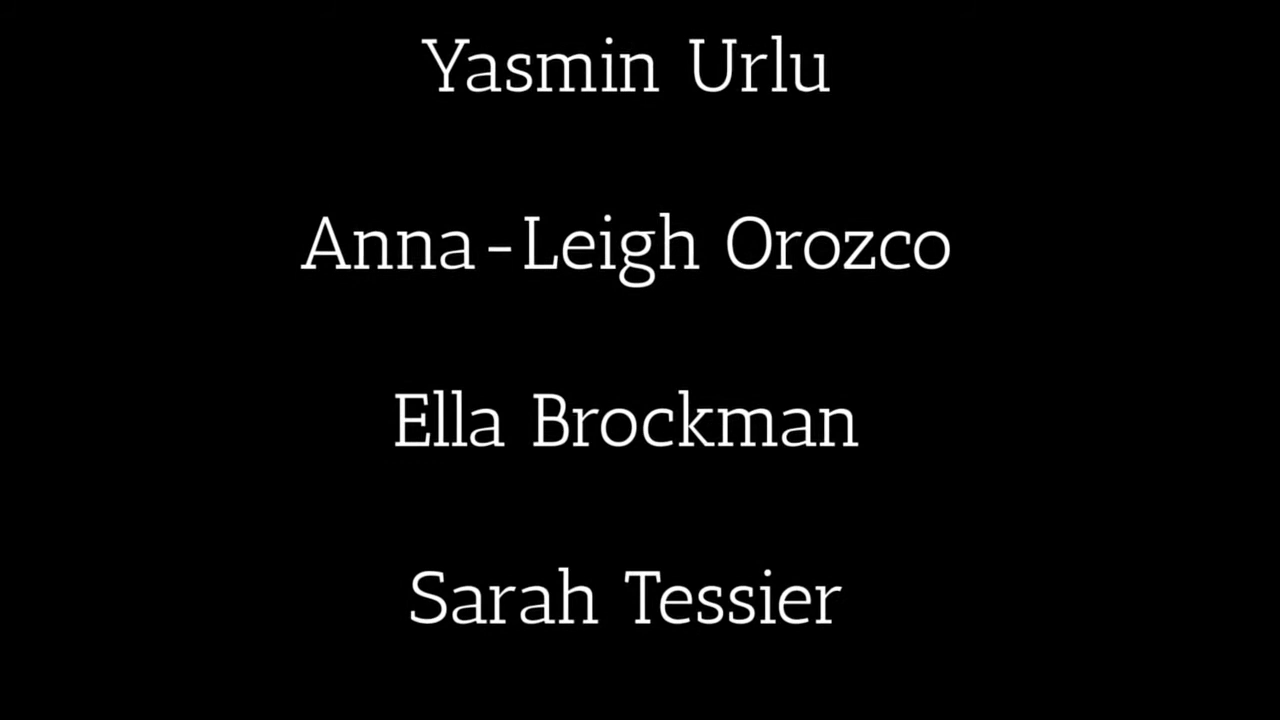 Yasmin Urlu
Anna-Leigh Orozco
Ella Brockman
Sarah Tessier